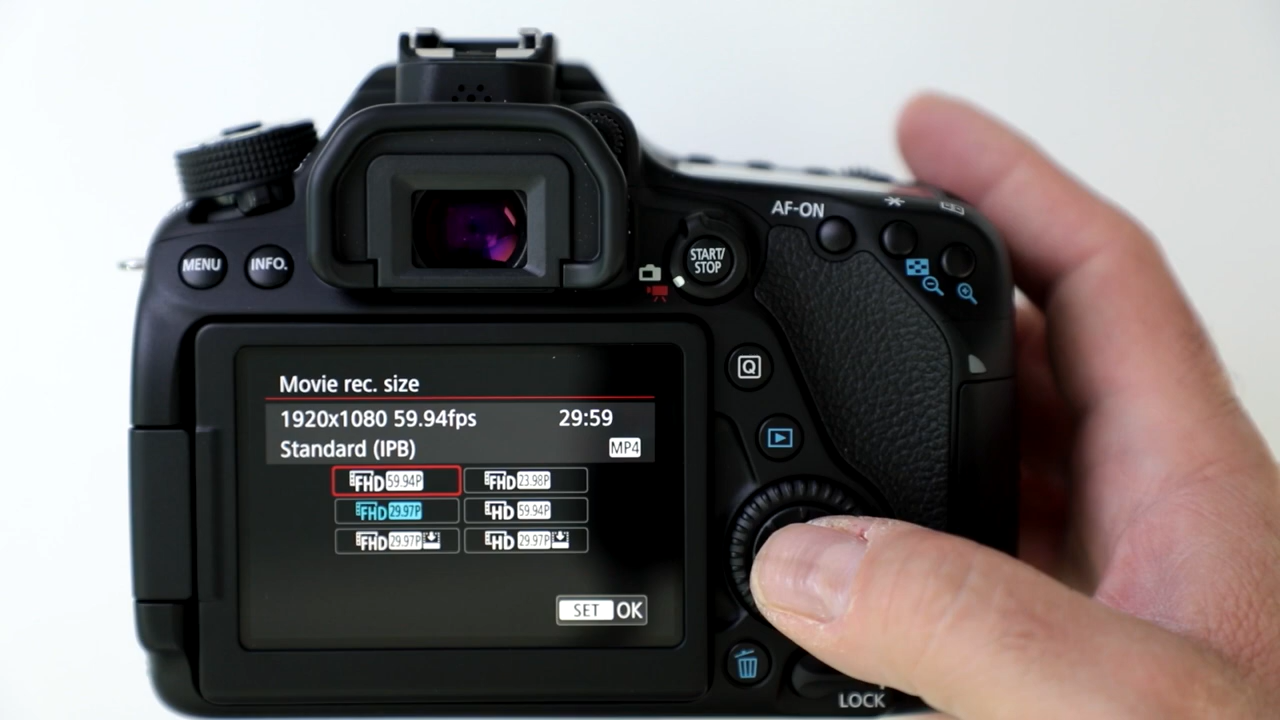 AF-ON
MENU
INFO.
START/
STOP
Q
Movie rec. size
1920x1080 59.94fps 29:59
Standard (IPB) MP4
FHD 59.94P FHD 23.98P
FHD 29.97P HD 59.94P
FHD 29.97P HD 29.97P
SET OK
LOCK